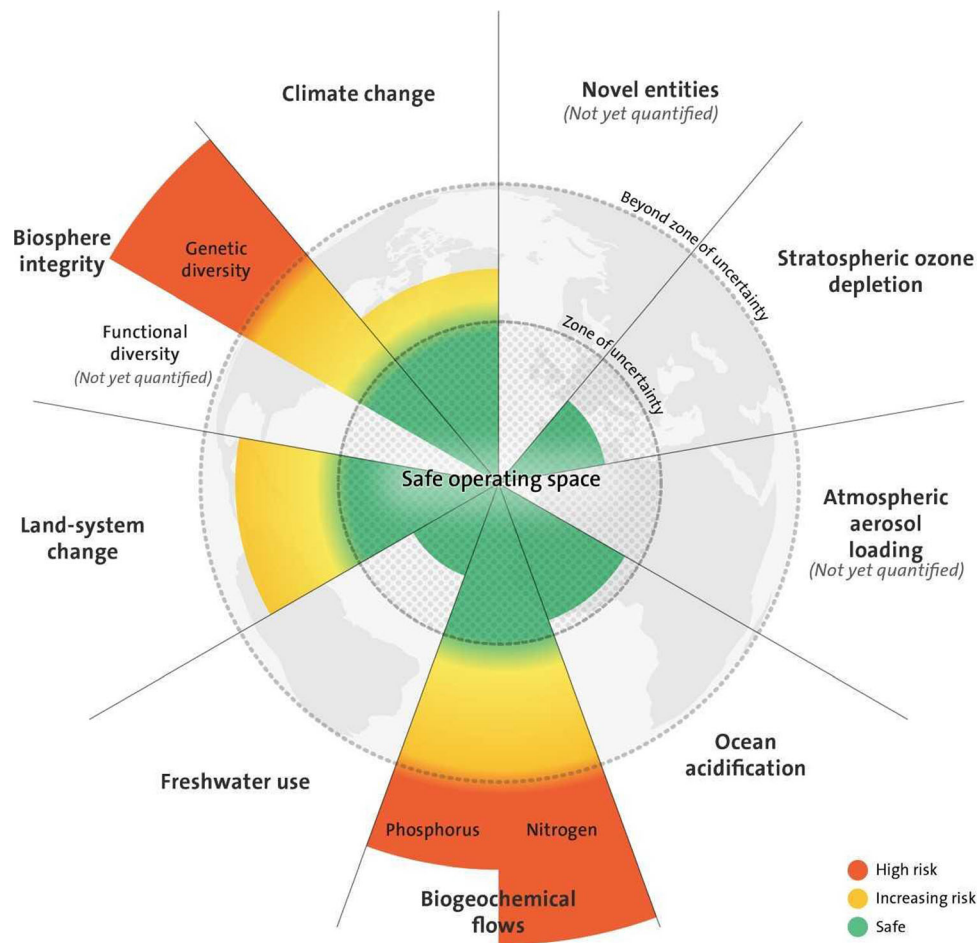 Climate change
Novel entities
(Not yet quantified)
Beyond zone of uncertainty
Zone of uncertainty
Biosphere
integrity
Genetic
diversity
Functional
diversity
(Not yet quantified)
Stratospheric ozone
depletion
Safe operating space
Land-system
change
Atmospheric
aerosol
loading
(Not yet quantified)
Freshwater use
Ocean
acidification
Phosphorus
Nitrogen
Biogeochemical
flows
High risk
Increasing risk
Safe